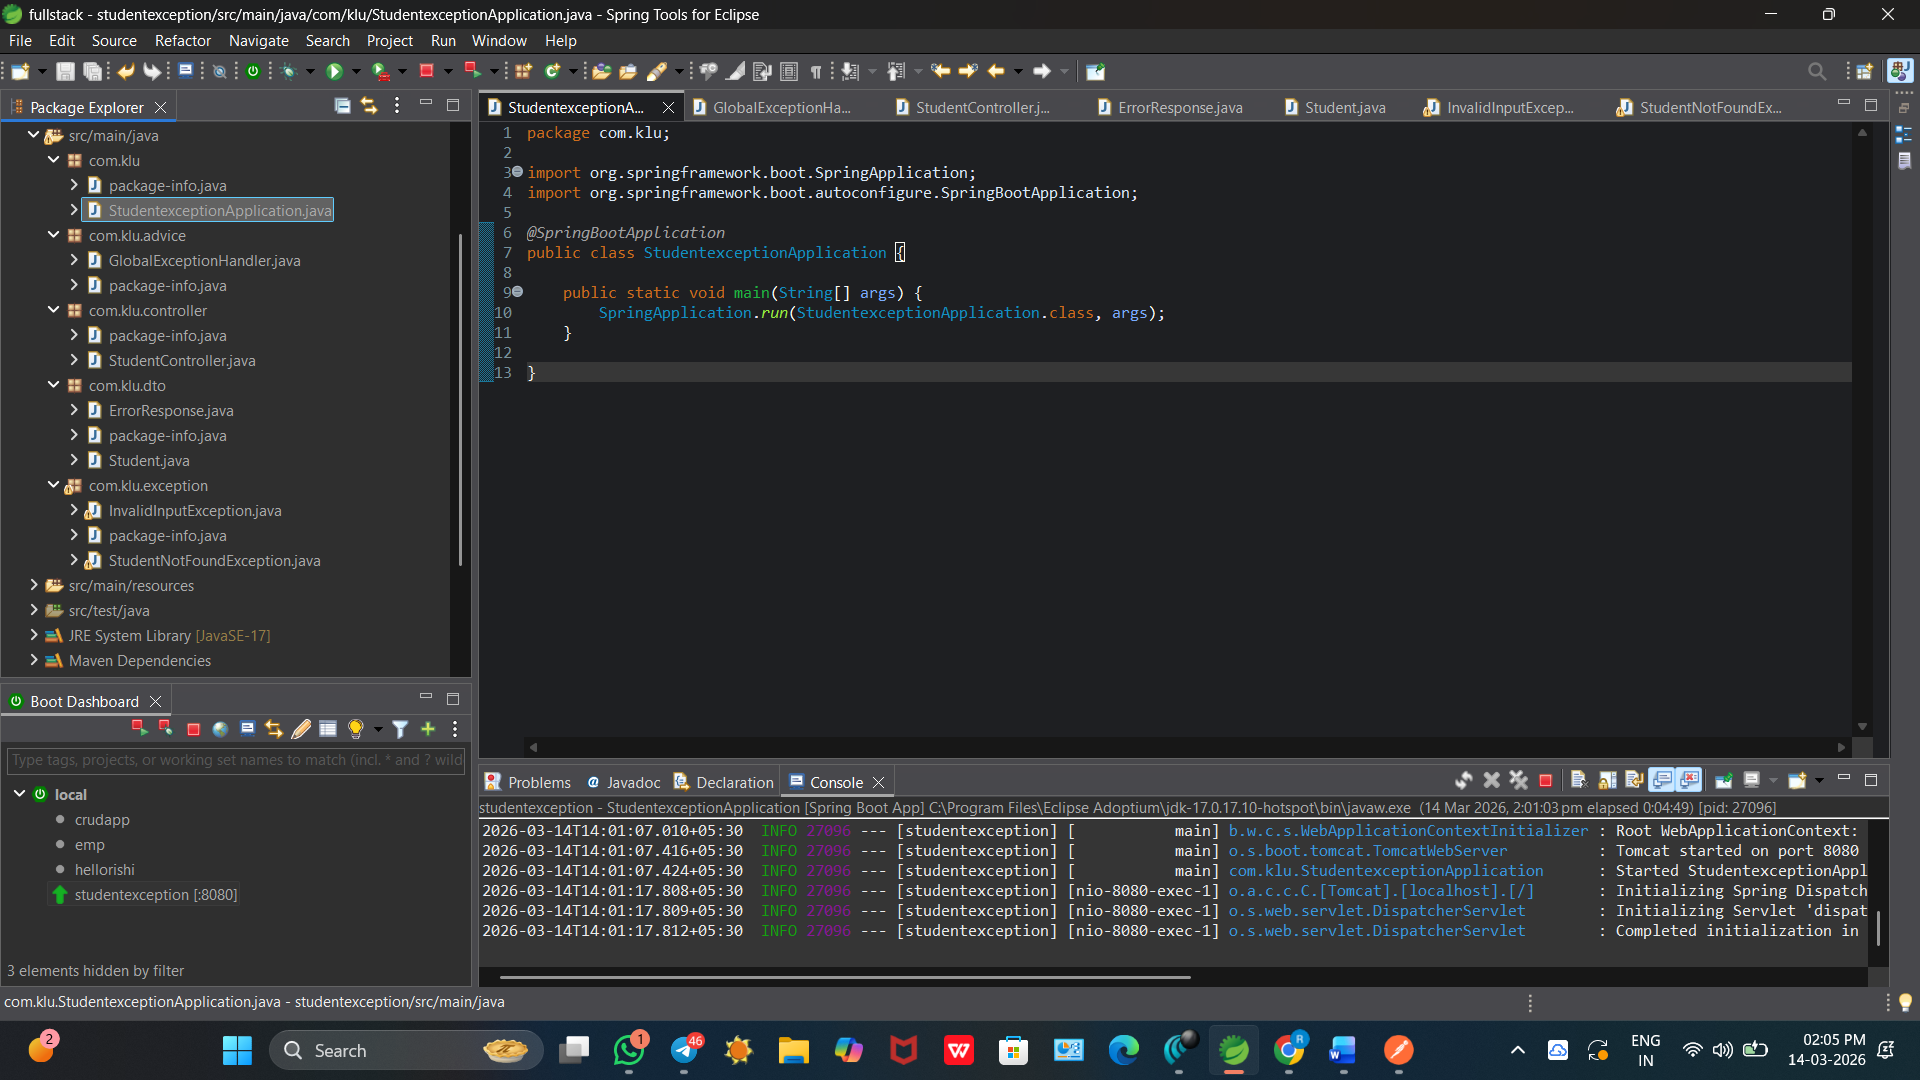 fullstack - studentexception/src/main/java/com/klu/StudentexceptionApplication.java - Spring Tools for Eclipse
File Edit Source Refactor Navigate Search Project Run Window Help
Package Explorer
src/main/java
com.klu
package-info.java
StudentexceptionApplication.java
com.klu.advice
GlobalExceptionHandler.java
package-info.java
com.klu.controller
package-info.java
StudentController.java
com.klu.dto
ErrorResponse.java
package-info.java
Student.java
com.klu.exception
InvalidInputException.java
package-info.java
StudentNotFoundException.java
src/main/resources
src/test/java
JRE System Library [JavaSE-17]
Maven Dependencies
Boot Dashboard
Type tags, projects, or working set names to match (incl. * and ? wild
local
crudapp
emp
hellorishi
studentexception [:8080]
3 elements hidden by filter
StudentexceptionA... GlobalExceptionHa... StudentController.j... ErrorResponse.java Student.java InvalidInputExcep... StudentNotFoundEx...
1 package com.klu;
2
3 import org.springframework.boot.SpringApplication;
4 import org.springframework.boot.autoconfigure.SpringBootApplication;
5
6 @SpringBootApplication
7 public class StudentexceptionApplication {
8
9 public static void main(String[] args) {
10 SpringApplication.run(StudentexceptionApplication.class, args);
11 }
12
13 }
Problems Javadoc Declaration Console
studentexception - StudentexceptionApplication [Spring Boot App] C:\Program Files\Eclipse Adoptium\jdk-17.0.17.10-hotspot\bin\javaw.exe (14 Mar 2026, 2:01:03 pm elapsed 0:04:49) [pid: 27096]
2026-03-14T14:01:07.010+05:30 INFO 27096 --- [studentexception] [ main] b.w.c.s.WebApplicationContextInitializer : Root WebApplicationContext:
2026-03-14T14:01:07.416+05:30 INFO 27096 --- [studentexception] [ main] o.s.boot.tomcat.TomcatWebServer : Tomcat started on port 8080
2026-03-14T14:01:07.424+05:30 INFO 27096 --- [studentexception] [ main] com.klu.StudentexceptionApplication : Started StudentexceptionAppl
2026-03-14T14:01:17.808+05:30 INFO 27096 --- [studentexception] [nio-8080-exec-1] o.a.c.c.C.[Tomcat].[localhost].[/] : Initializing Spring Dispatch
2026-03-14T14:01:17.809+05:30 INFO 27096 --- [studentexception] [nio-8080-exec-1] o.s.web.servlet.DispatcherServlet : Initializing Servlet 'dispat
2026-03-14T14:01:17.812+05:30 INFO 27096 --- [studentexception] [nio-8080-exec-1] o.s.web.servlet.DispatcherServlet : Completed initialization in
com.klu.StudentexceptionApplication.java - studentexception/src/main/java
2
Search
1
46
R
ENG
IN
02:05 PM
14-03-2026